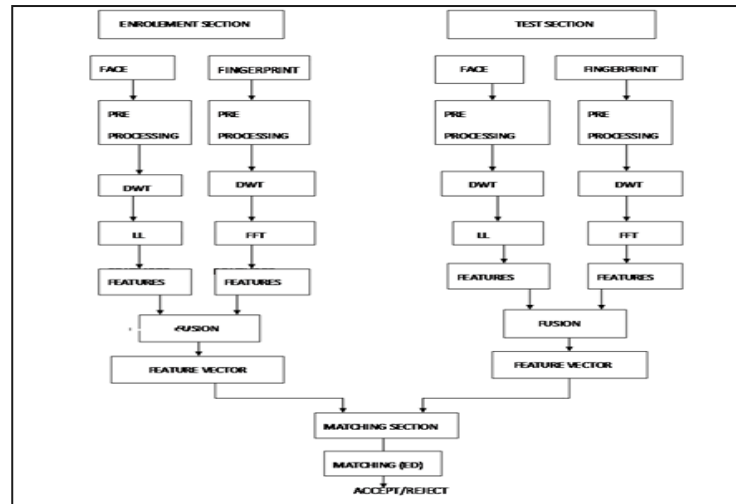 ENROLEMENT SECTION
TEST SECTION
FACE
FINGERPRINT
FACE
FINGERPRINT
PRE
PROCESSING
PRE
PROCESSING
PRE
PROCESSING
PRE
PROCESSING
DWT
DWT
DWT
DWT
LL
FFT
LL
FFT
FEATURES
FEATURES
FEATURES
FEATURES
FUSION
FUSION
FEATURE VECTOR
FEATURE VECTOR
MATCHING SECTION
MATCHING (ED)
ACCEPT/REJECT